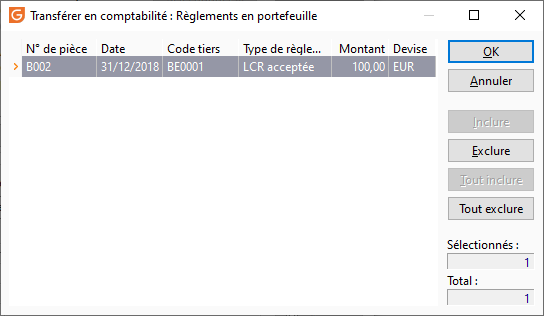 Transférer en comptabilité : Règlements en portefeuille
N° de pièce Date Code tiers Type de règle... Montant Devise
B002 31/12/2018 BE0001 LCR acceptée 100,00 EUR
OK
Annuler
Inclure
Exclure
Tout inclure
Tout exclure
Sélectionnés :
1
Total :
1